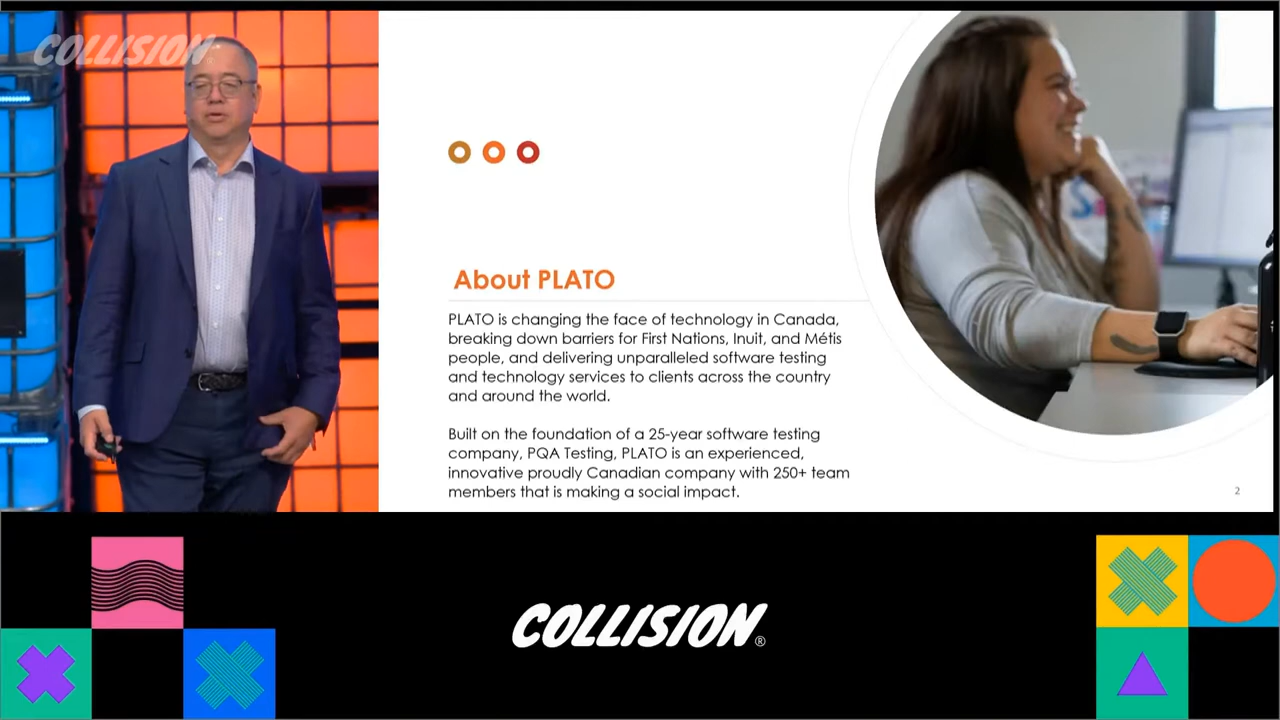 COLLISION
About PLATO
PLATO is changing the face of technology in Canada,
breaking down barriers for First Nations, Inuit, and Métis
people, and delivering unparalleled software testing
and technology services to clients across the country
and around the world.
Built on the foundation of a 25-year software testing
company, PQA Testing, PLATO is an experienced,
innovative proudly Canadian company with 250+ team
members that is making a social impact.
2
COLLISION®